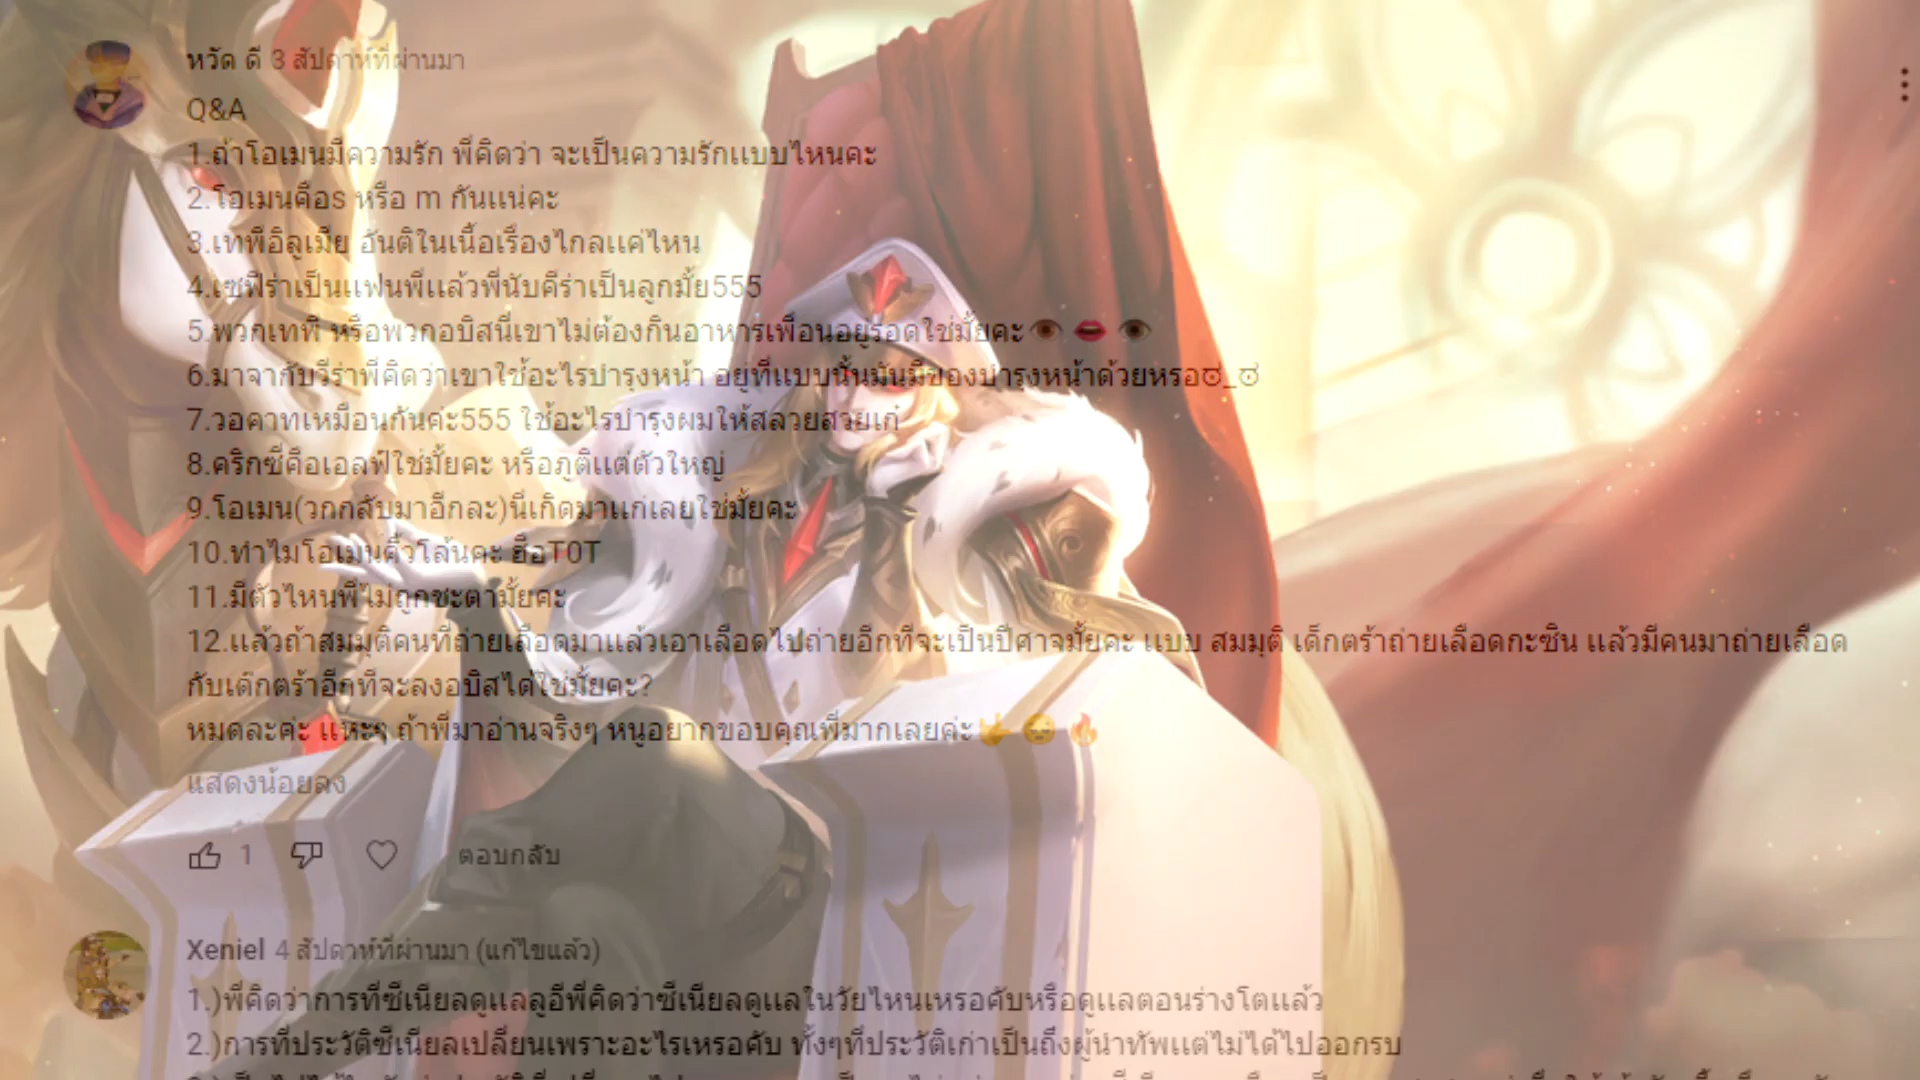 หวัด ดี 3 สัปดาห์ที่ผ่านมา
Q&A
1.ถ้าโอเมนมีความรัก พี่คิดว่า จะเป็นความรักแบบไหนคะ
2.โอเมนคือs หรือ m กันแน่คะ
3.เทพีอิลูเมีย อันติในเนื้อเรื่องไกลแค่ไหน
4.เซฟีร่าเป็นแฟนพี่แล้วพี่นับคีร่าเป็นลูกมั้ย555
5.พวกเทพี หรือพวกอบิสนี่เขาไม่ต้องกินอาหารเพื่อนอยู่รอดใช่มั้ยคะ👁️👄👁️
6.มาจากับวีร่าพี่คิดว่าเขาใช้อะไรบำรุงหน้า อยู่ที่แบบนั้นมันมีของบำรุงหน้าด้วยหรอಠ_ಠ
7.วอคาทเหมือนกันค่ะ555 ใช้อะไรบำรุงผมให้สลวยสวยเก๋
8.คริกซี่คือเอลฟ์ใช่มั้ยคะ หรือภูติแต่ตัวใหญ่
9.โอเมน(วกกลับมาอีกละ)นี่เกิดมาแก่เลยใช่มั้ยคะ
10.ทำไมโอเมนคิ้วโล้นคะ ฮือT0T
11.มีตัวไหนพี่ไม่ถูกชะตามั้ยคะ
12.แล้วถ้าสมมุติคนที่ถ่ายเลือดมาแล้วเอาเลือดไปถ่ายอีกทีจะเป็นปีศาจมั้ยคะ แบบ สมมุติ เด็กตร้าถ่ายเลือดกะซิน แล้วมีคนมาถ่ายเลือด
กับเด็กตร้าอีกทีจะลงอบิสได้ใช่มั้ยคะ?
หมดละค่ะ แหะๆ ถ้าพี่มาอ่านจริงๆ หนูอยากขอบคุณพี่มากเลยค่ะ
แสดงน้อยลง
1 ตอบกลับ
Xeniel 4 สัปดาห์ที่ผ่านมา (แก้ไขแล้ว)
1.)พี่คิดว่าการที่ซีเนียลดูแลลูอีพี่คิดว่าซีเนียลดูแลในวัยไหนเหรอคับหรือดูแลตอนร่างโตแล้ว
2.)การที่ประวัติซีเนียลเปลี่ยนเพราะอะไรเหรอคับ ทั้งๆที่ประวัติเก่าเป็นถึงผู้นำทัพแต่ไม่ได้ไปออกรบ